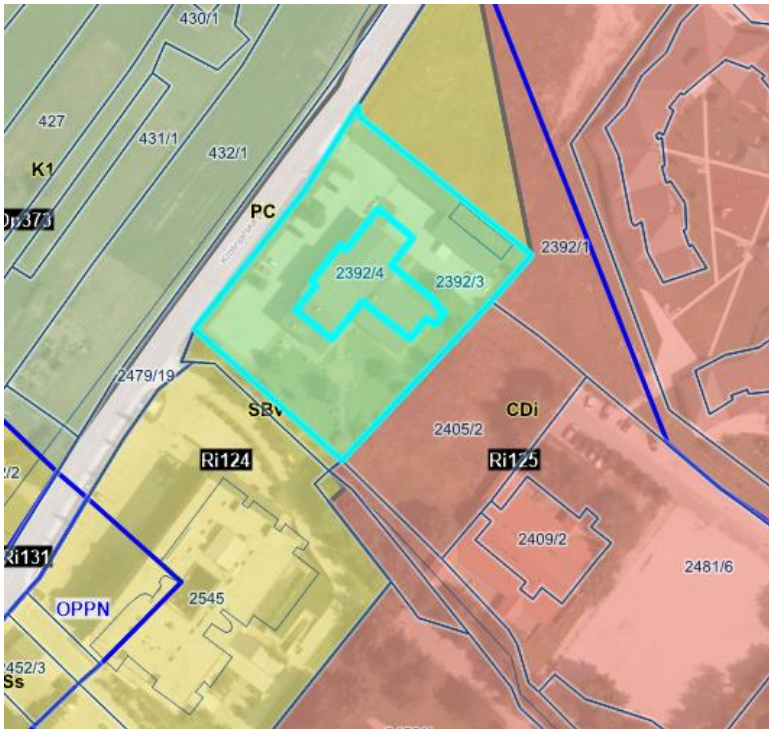 430/1
427
431/1
432/1
K1
PC
2392/1
2392/4
2392/3
2479/19
SBv
CDi
2405/2
Ri124
Ri125
2409/2
Ri131
2481/6
OPPN
2545
2452/3
Ss